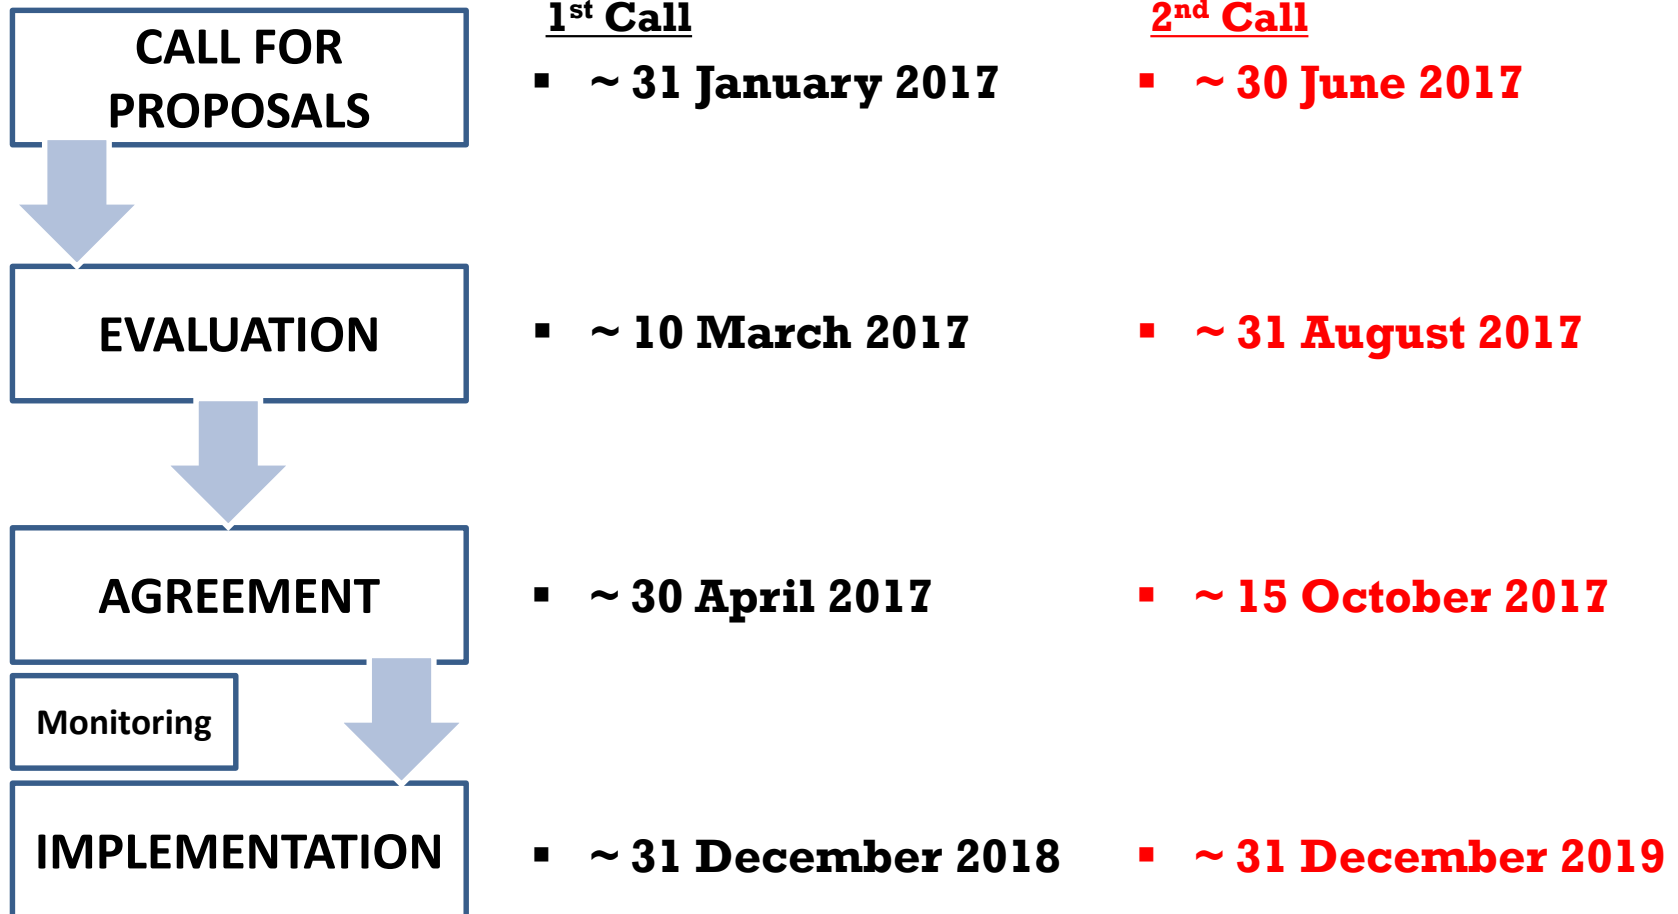 1st Call 2nd Call
CALL FOR
PROPOSALS
▪ ~ 31 January 2017 ▪ ~ 30 June 2017
EVALUATION ▪ ~ 10 March 2017 ▪ ~ 31 August 2017
AGREEMENT ▪ ~ 30 April 2017 ▪ ~ 15 October 2017
Monitoring
IMPLEMENTATION ▪ ~ 31 December 2018 ▪ ~ 31 December 2019